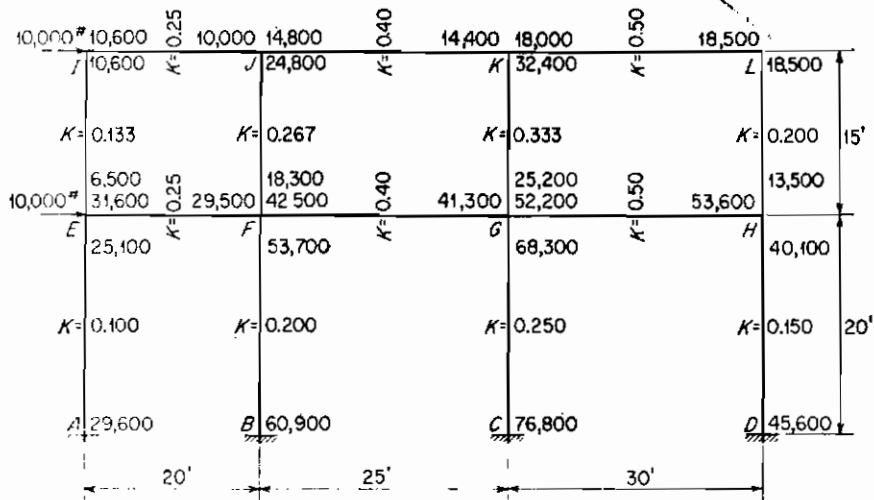 10,000# 10,600 K=0.25 10,000 14,800 K=0.40 14,400 18,000 K=0.50 18,500
I 10,600 J 24,800 K 32,400 L 18,500
K= 0.133 K= 0.267 K= 0.333 K= 0.200 15'
6,500 18,300 25,200 13,500
10,000# 31,600 K=0.25 29,500 42 500 K=0.40 41,300 52,200 K=0.50 53,600
E F G H
25,100 53,700 68,300 40,100
K= 0.100 K= 0.200 K= 0.250 K= 0.150 20'
A 29,600 B 60,900 C 76,800 D 45,600
20' 25' 30'